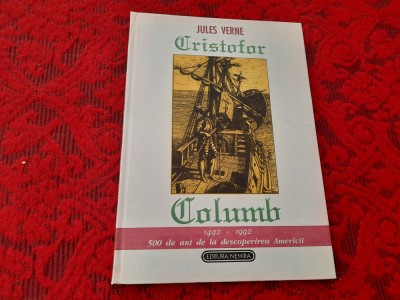 JULES VERNE
Cristofor
Columb
1492 - 1992
500 de ani de la descoperirea Americii
EDITURA NEMIRA